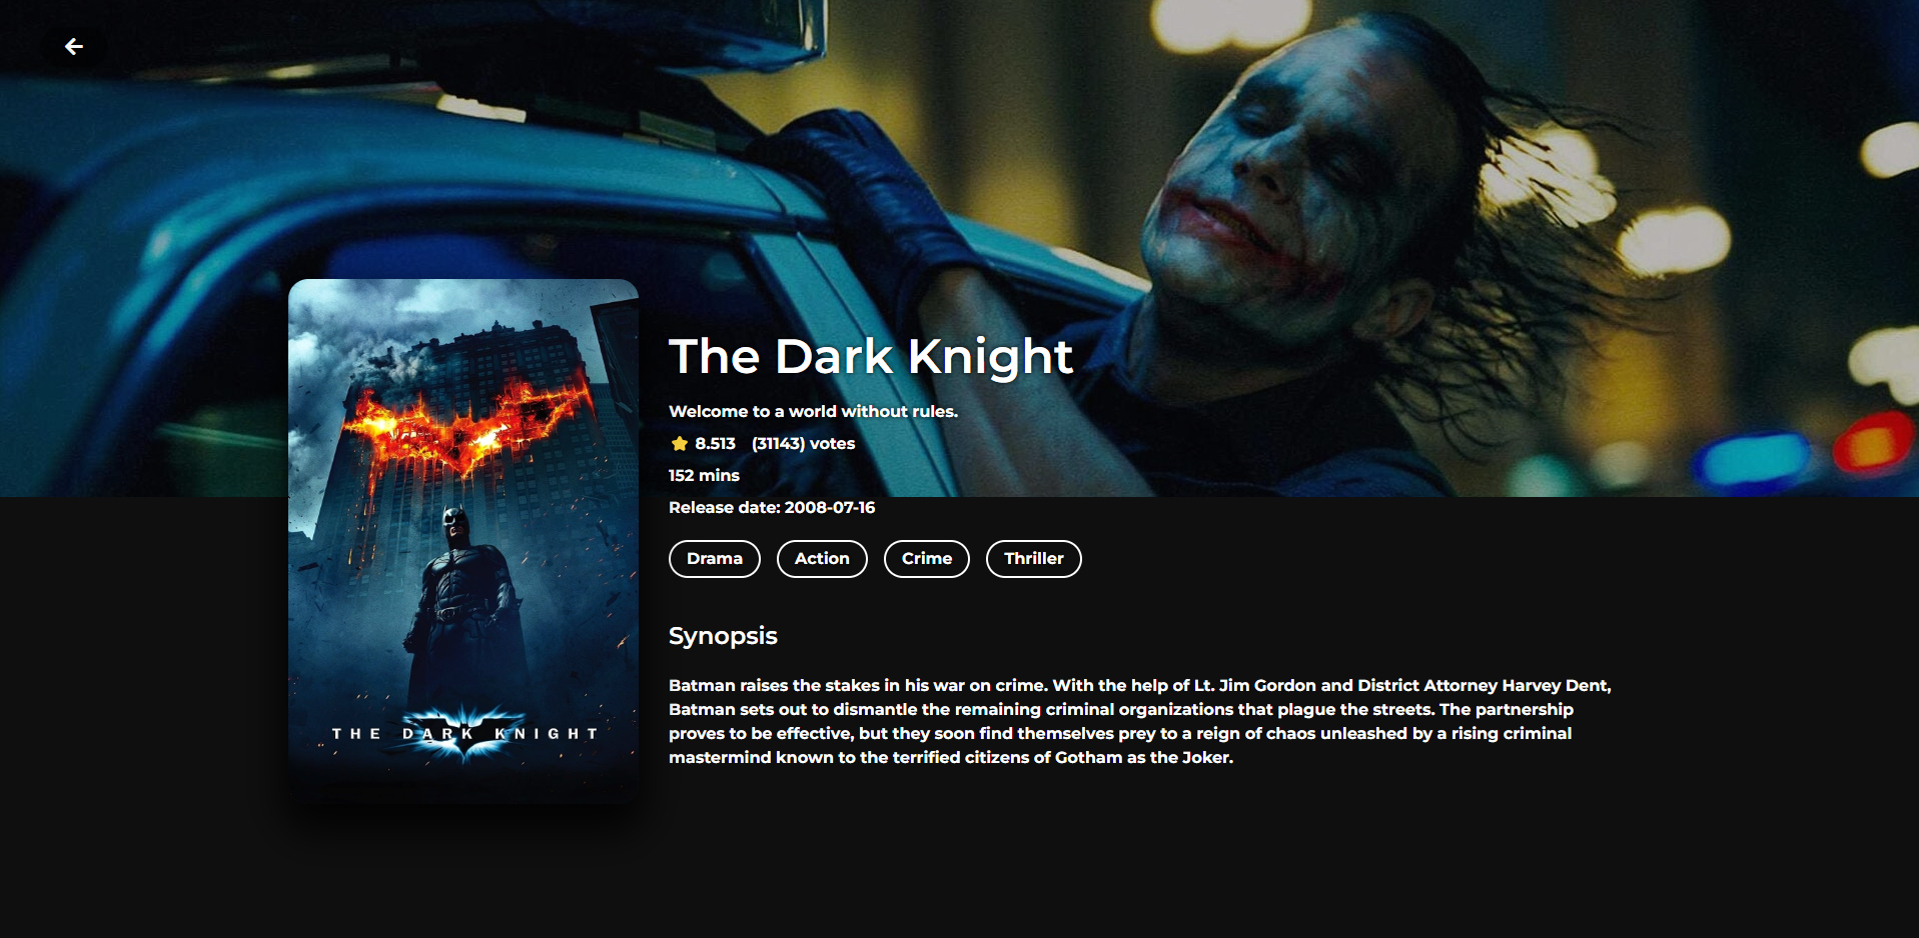 The Dark Knight
Welcome to a world without rules.
8.513 (31143) votes
152 mins
Release date: 2008-07-16
Drama Action Crime Thriller
Synopsis
Batman raises the stakes in his war on crime. With the help of Lt. Jim Gordon and District Attorney Harvey Dent,
Batman sets out to dismantle the remaining criminal organizations that plague the streets. The partnership
proves to be effective, but they soon find themselves prey to a reign of chaos unleashed by a rising criminal
mastermind known to the terrified citizens of Gotham as the Joker.
THE DARK KNIGHT